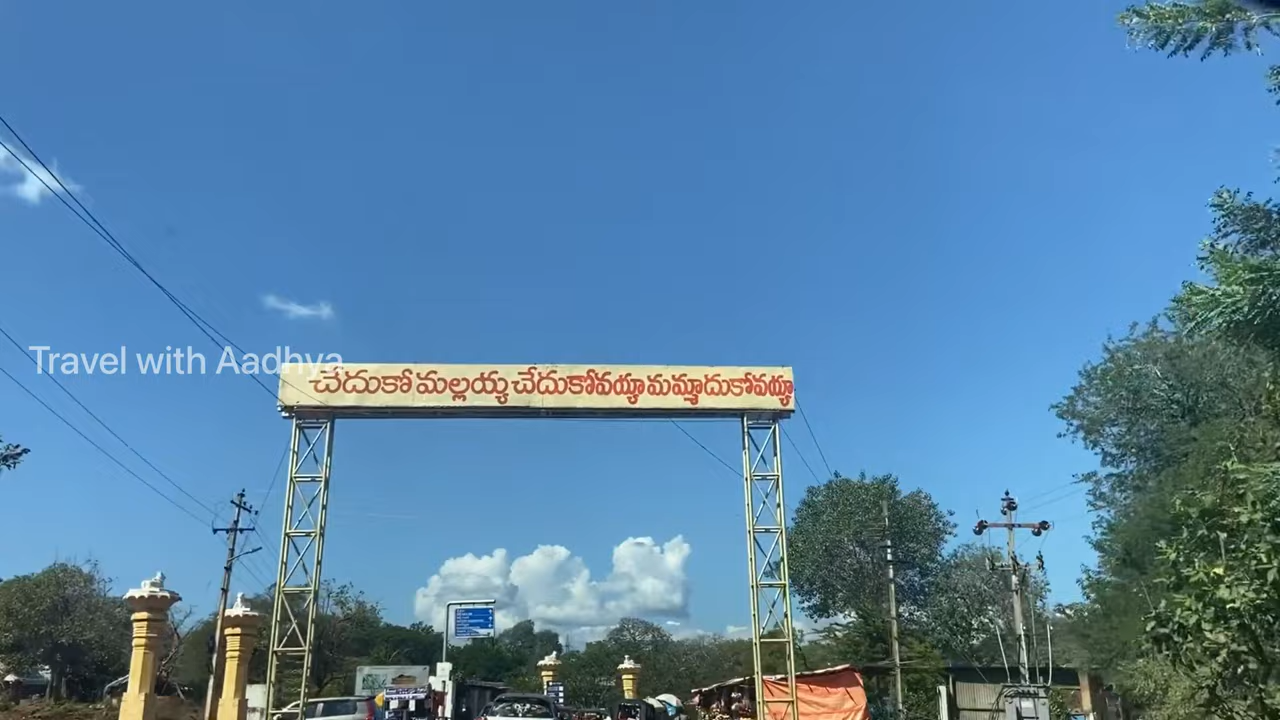 Travel with Aadhya
చేదుకో మల్లయ్య చేదుకోవయ్యా మమ్మాదుకోవయ్యా